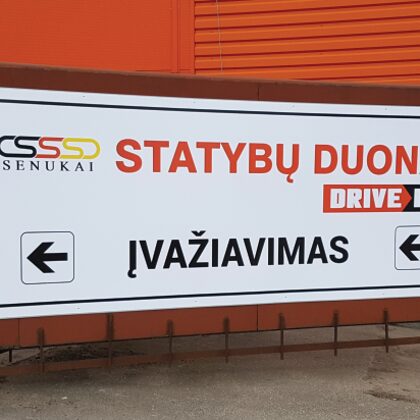 SENUKAI
STATYBŲ DUON
DRIVE
ĮVAŽIAVIMAS